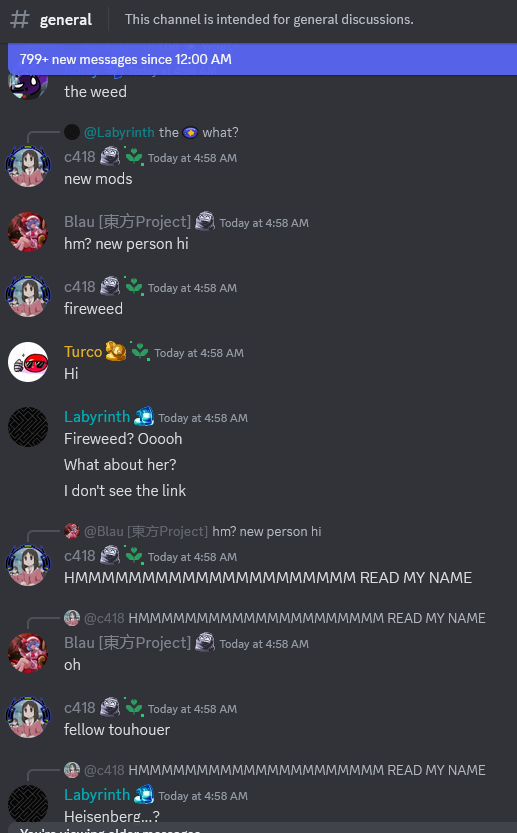 general
This channel is intended for general discussions.
799+ new messages since 12:00 AM
the weed
@Labyrinth the what?
c418 Today at 4:58 AM
new mods
Blau [東方Project] Today at 4:58 AM
hm? new person hi
c418 Today at 4:58 AM
fireweed
Turco Today at 4:58 AM
Hi
Labyrinth Today at 4:58 AM
Fireweed? Ooooh
What about her?
I don't see the link
@Blau [東方Project] hm? new person hi
c418 Today at 4:58 AM
HMMMMMMMMMMMMMMMMMMMMM READ MY NAME
@c418 HMMMMMMMMMMMMMMMMMMMMM READ MY NAME
Blau [東方Project] Today at 4:58 AM
oh
c418 Today at 4:58 AM
fellow touhouer
@c418 HMMMMMMMMMMMMMMMMMMMMM READ MY NAME
Labyrinth Today at 4:58 AM
Heisenberg...?
You're viewing older messages